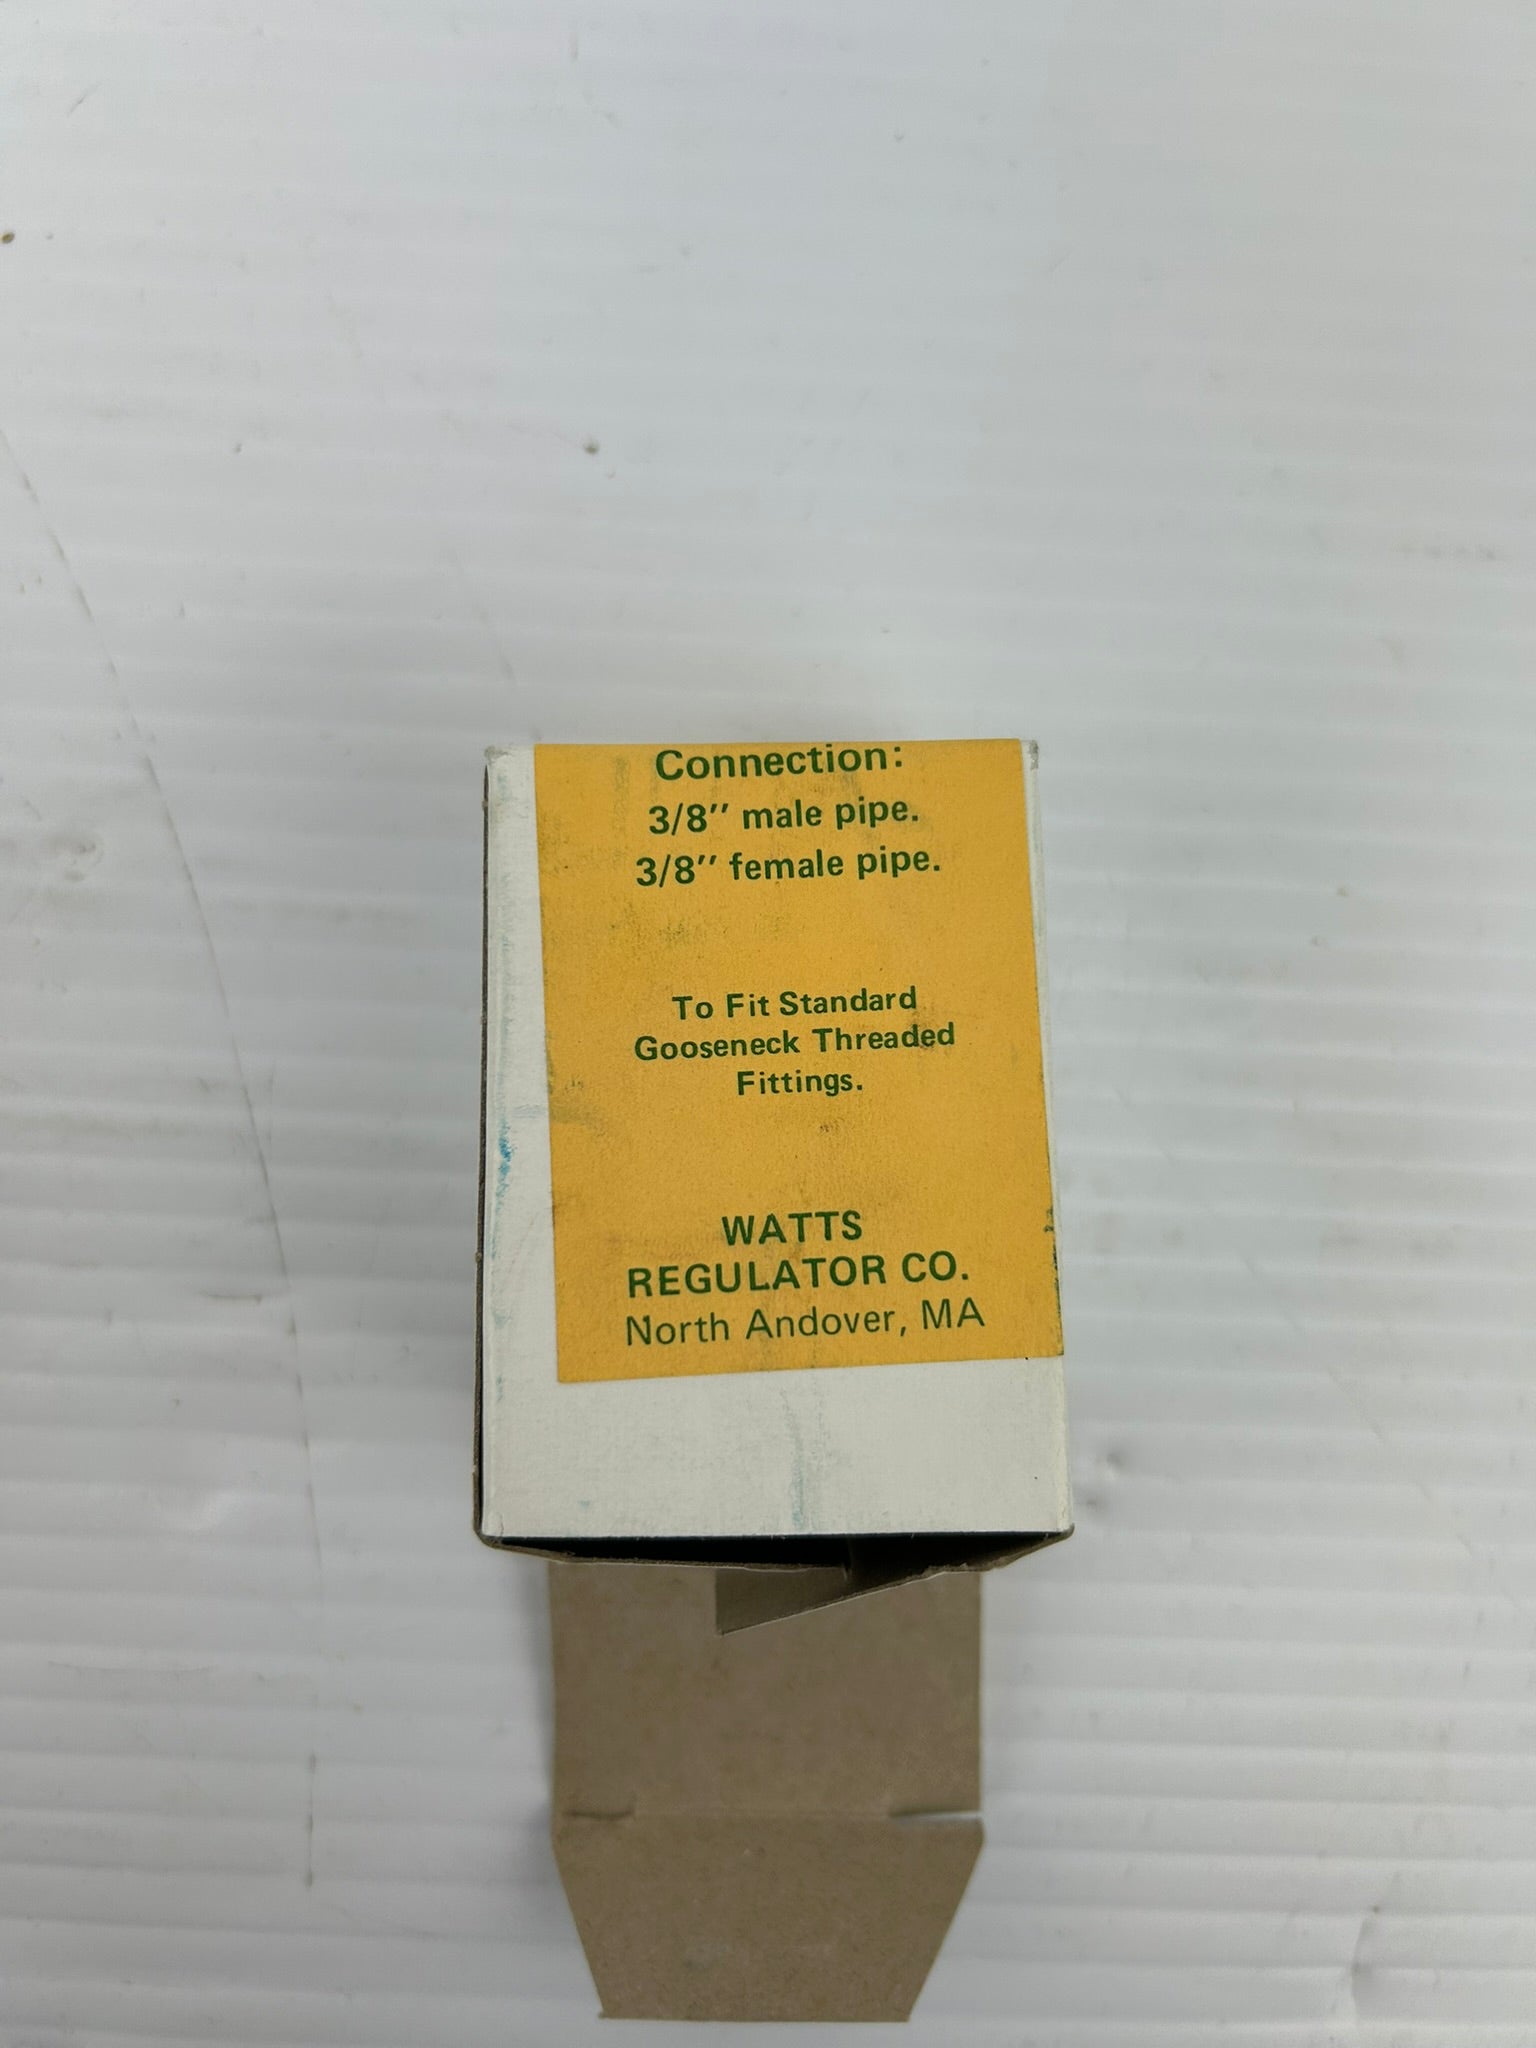 Connection:
3/8″ male pipe.
3/8″ female pipe.
To Fit Standard
Gooseneck Threaded
Fittings.
WATTS
REGULATOR CO.
North Andover, MA